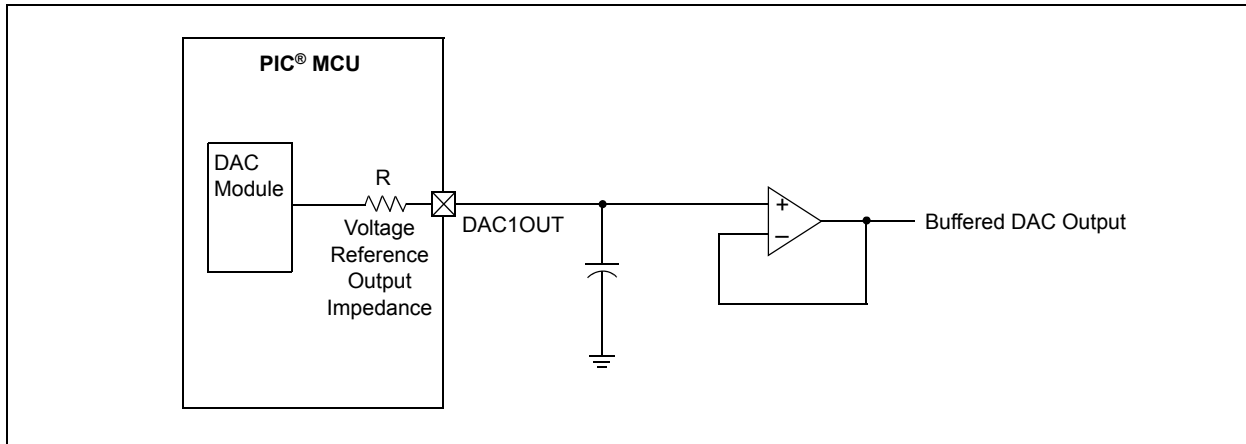 PIC® MCU
DAC
Module
R
Voltage
Reference
Output
Impedance
DAC1OUT
+
–
Buffered DAC Output